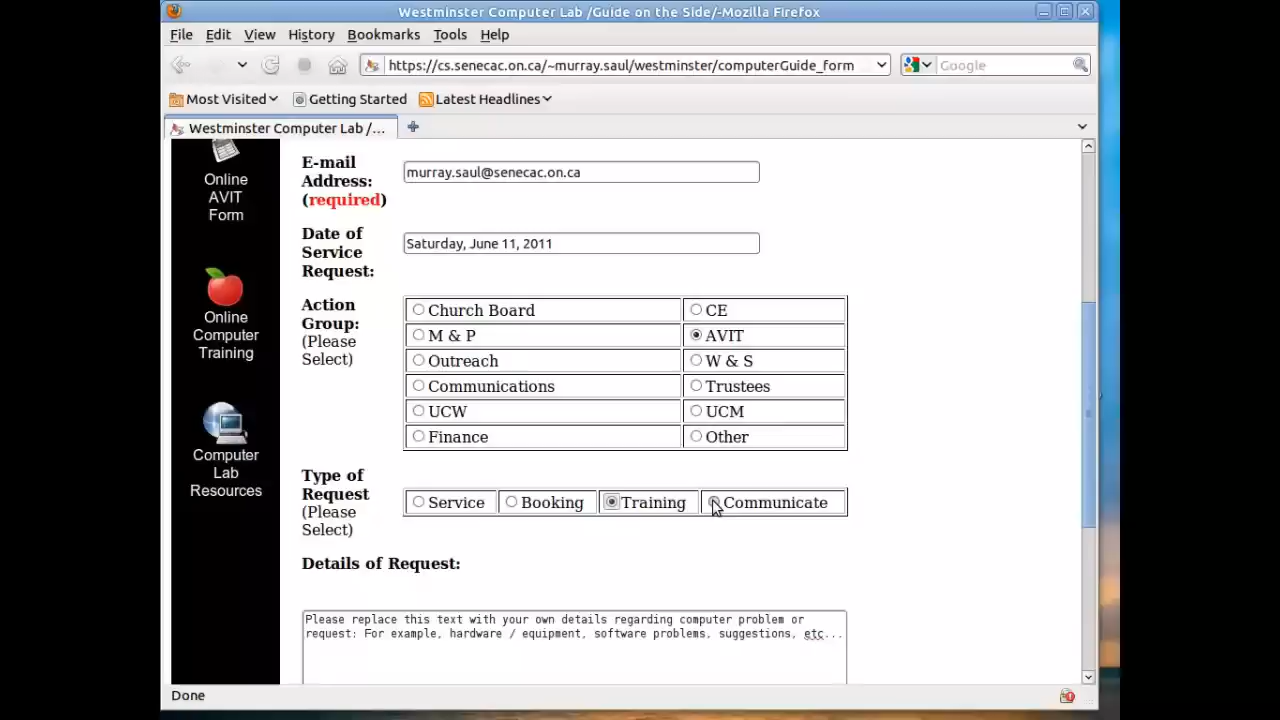 Westminster Computer Lab /Guide on the Side/-Mozilla Firefox
File Edit View History Bookmarks Tools Help
https://cs.senecac.on.ca/~murray.saul/westminster/computerGuide_form
Google
Most Visited Getting Started Latest Headlines
Westminster Computer Lab /...
Online
AVIT
Form
Online
Computer
Training
Computer
Lab
Resources
E-mail
Address:
(required)
murray.saul@senecac.on.ca
Date of
Service
Request:
Saturday, June 11, 2011
Action
Group:
(Please
Select)
Church Board CE
M & P AVIT
Outreach W & S
Communications Trustees
UCW UCM
Finance Other
Type of
Request
(Please
Select)
Service Booking Training Communicate
Details of Request:
Please replace this text with your own details regarding computer problem or
request: For example, hardware / equipment, software problems, suggestions, etc...
Done